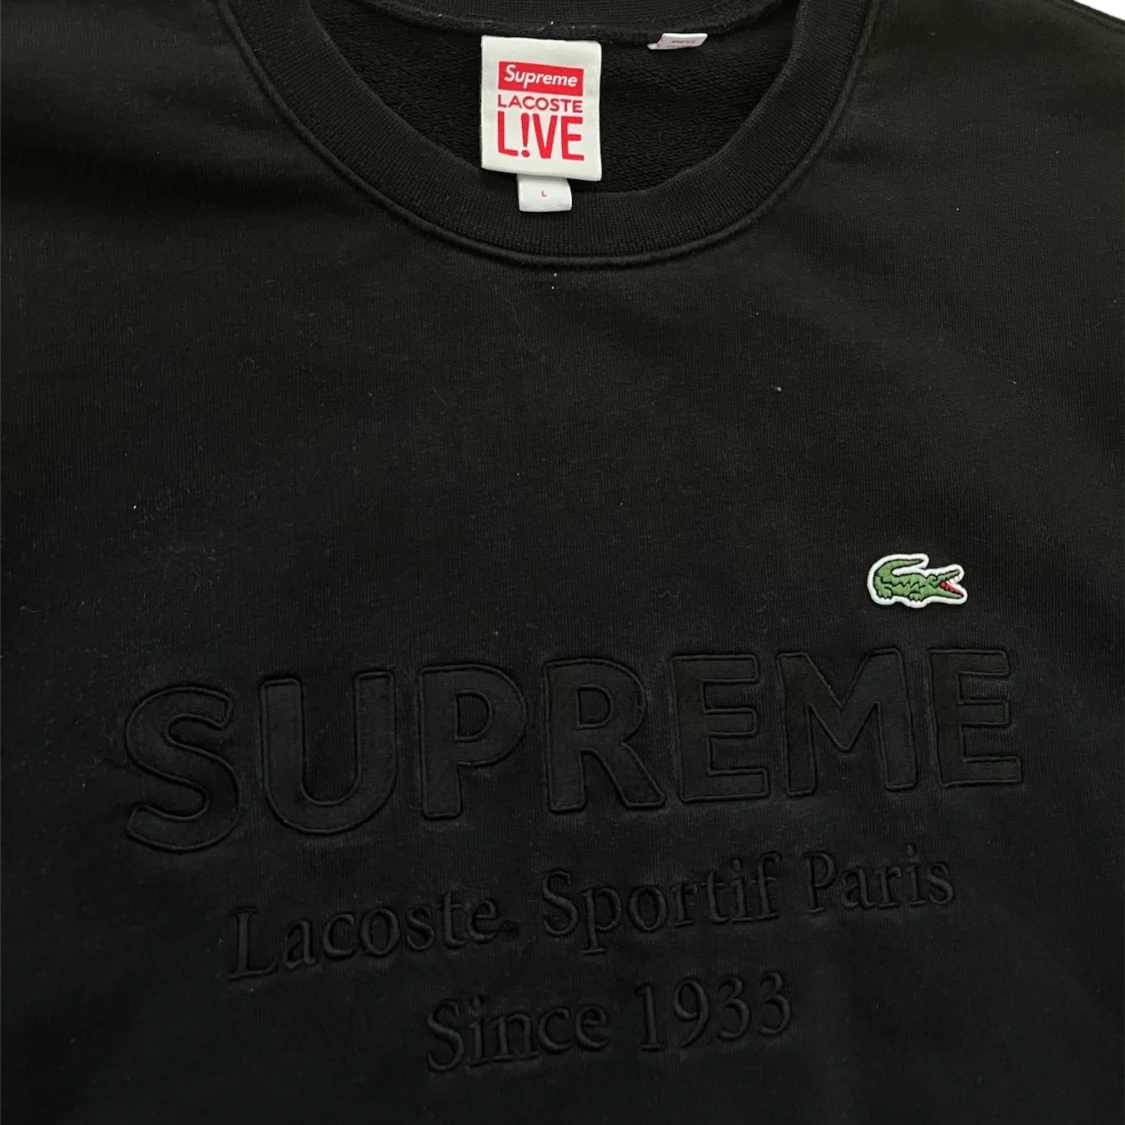 Supreme
LACOSTE
L!VE
L
SUPREME
Lacoste. Sportif Paris
Since 1933